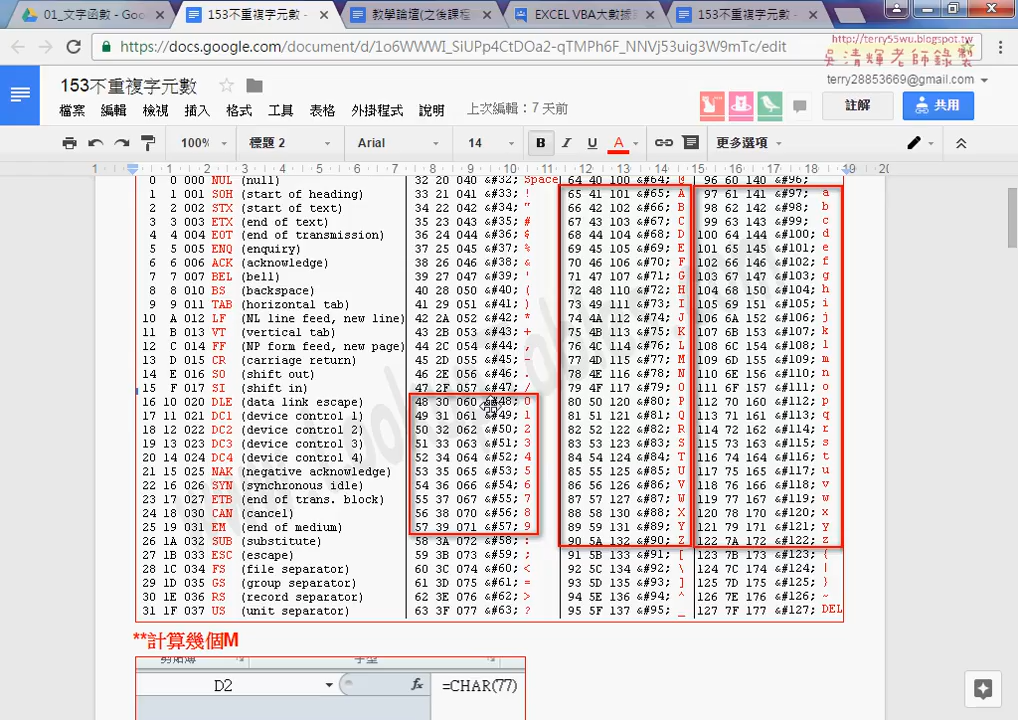 01_文字函數 -
153不重複字元數 -
教學論壇(之後課程
EXCEL VBA大數據
153不重複字元數 -
https://docs.google.com/document/d/1o6WWWI_SiUPp4CtDOa2-qTMPh6F_NNVj53uig3W9mTc/edit
http://terry55wu.blogspot.tw
吳清輝老師錄製
153不重複字元數
terry28853669@gmail.com
檔案 編輯 檢視 插入 格式 工具 表格 外掛程式 說明 上次編輯：7 天前
註解 共用
100% 標題 2 Arial 14 B I U A 更多選項
1 1 2 3 4 5 6 7 8 9 10 11 12 13 14 15 16 17 18 19 20
0 0 000 NUL (null) 32 20 040 &#32; Space 64 40 100 &#64; 96 60 140 &#96;
1 1 001 SOH (start of heading) 33 21 041 &#33; ! 65 41 101 &#65; A 97 61 141 &#97; a
2 2 002 STX (start of text) 34 22 042 &#34; " 66 42 102 &#66; B 98 62 142 &#98; b
3 3 003 ETX (end of text) 35 23 043 &#35; # 67 43 103 &#67; C 99 63 143 &#99; c
4 4 004 EOT (end of transmission) 36 24 044 &#36; $ 68 44 104 &#68; D 100 64 144 &#100; d
5 5 005 ENQ (enquiry) 37 25 045 &#37; % 69 45 105 &#69; E 101 65 145 &#101; e
6 6 006 ACK (acknowledge) 38 26 046 &#38; & 70 46 106 &#70; F 102 66 146 &#102; f
7 7 007 BEL (bell) 39 27 047 &#39; ' 71 47 107 &#71; G 103 67 147 &#103; g
8 8 010 BS (backspace) 40 28 050 &#40; ( 72 48 110 &#72; H 104 68 150 &#104; h
9 9 011 TAB (horizontal tab) 41 29 051 &#41; ) 73 49 111 &#73; I 105 69 151 &#105; i
10 A 012 LF (NL line feed, new line) 42 2A 052 &#42; * 74 4A 112 &#74; J 106 6A 152 &#106; j
11 B 013 VT (vertical tab) 43 2B 053 &#43; + 75 4B 113 &#75; K 107 6B 153 &#107; k
12 C 014 FF (NP form feed, new page) 44 2C 054 &#44; , 76 4C 114 &#76; L 108 6C 154 &#108; l
13 D 015 CR (carriage return) 45 2D 055 &#45; - 77 4D 115 &#77; M 109 6D 155 &#109; m
14 E 016 SO (shift out) 46 2E 056 &#46; . 78 4E 116 &#78; N 110 6E 156 &#110; n
15 F 017 SI (shift in) 47 2F 057 &#47; / 79 4F 117 &#79; O 111 6F 157 &#111; o
16 10 020 DLE (data link escape) 48 30 060 &#48; 0 80 50 120 &#80; P 112 70 160 &#112; p
17 11 021 DC1 (device control 1) 49 31 061 &#49; 1 81 51 121 &#81; Q 113 71 161 &#113; q
18 12 022 DC2 (device control 2) 50 32 062 &#50; 2 82 52 122 &#82; R 114 72 162 &#114; r
19 13 023 DC3 (device control 3) 51 33 063 &#51; 3 83 53 123 &#83; S 115 73 163 &#115; s
20 14 024 DC4 (device control 4) 52 34 064 &#52; 4 84 54 124 &#84; T 116 74 164 &#116; t
21 15 025 NAK (negative acknowledge) 53 35 065 &#53; 5 85 55 125 &#85; U 117 75 165 &#117; u
22 16 026 SYN (synchronous idle) 54 36 066 &#54; 6 86 56 126 &#86; V 118 76 166 &#118; v
23 17 027 ETB (end of trans. block) 55 37 067 &#55; 7 87 57 127 &#87; W 119 77 167 &#119; w
24 18 030 CAN (cancel) 56 38 070 &#56; 8 88 58 130 &#88; X 120 78 170 &#120; x
25 19 031 EM (end of medium) 57 39 071 &#57; 9 89 59 131 &#89; Y 121 79 171 &#121; y
26 1A 032 SUB (substitute) 58 3A 072 &#58; : 90 5A 132 &#90; Z 122 7A 172 &#122; z
27 1B 033 ESC (escape) 59 3B 073 &#59; ; 91 5B 133 &#91; [ 123 7B 173 &#123; {
28 1C 034 FS (file separator) 60 3C 074 &#60; < 92 5C 134 &#92; \ 124 7C 174 &#124; |
29 1D 035 GS (group separator) 61 3D 075 &#61; = 93 5D 135 &#93; ] 125 7D 175 &#125; }
30 1E 036 RS (record separator) 62 3E 076 &#62; > 94 5E 136 &#94; ^ 126 7E 176 &#126; ~
31 1F 037 US (unit separator) 63 3F 077 &#63; ? 95 5F 137 &#95; _ 127 7F 177 &#127; DEL
**計算幾個M
剪貼簿 字型
D2 fx =CHAR(77)